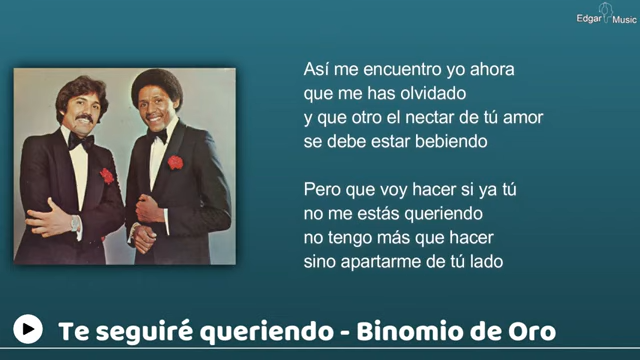 Edgar Music
Así me encuentro yo ahora
que me has olvidado
y que otro el nectar de tú amor
se debe estar bebiendo
Pero que voy hacer si ya tú
no me estás queriendo
no tengo más que hacer
sino apartarme de tú lado
Te seguiré queriendo - Binomio de Oro